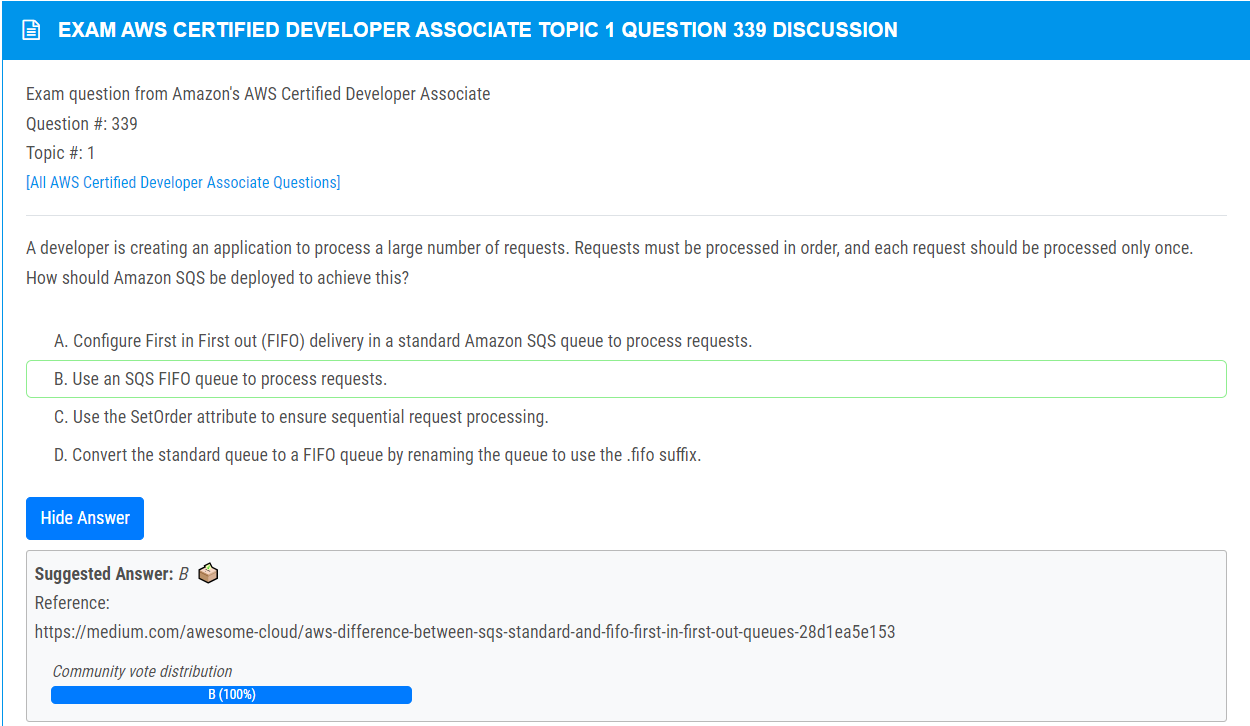 EXAM AWS CERTIFIED DEVELOPER ASSOCIATE TOPIC 1 QUESTION 339 DISCUSSION
Exam question from Amazon's AWS Certified Developer Associate
Question #: 339
Topic #: 1
[All AWS Certified Developer Associate Questions]
A developer is creating an application to process a large number of requests. Requests must be processed in order, and each request should be processed only once.
How should Amazon SQS be deployed to achieve this?
A. Configure First in First out (FIFO) delivery in a standard Amazon SQS queue to process requests.
B. Use an SQS FIFO queue to process requests.
C. Use the SetOrder attribute to ensure sequential request processing.
D. Convert the standard queue to a FIFO queue by renaming the queue to use the .fifo suffix.
Hide Answer
Suggested Answer: B
Reference:
https://medium.com/awesome-cloud/aws-difference-between-sqs-standard-and-fifo-first-in-first-out-queues-28d1ea5e153
Community vote distribution
B (100%)